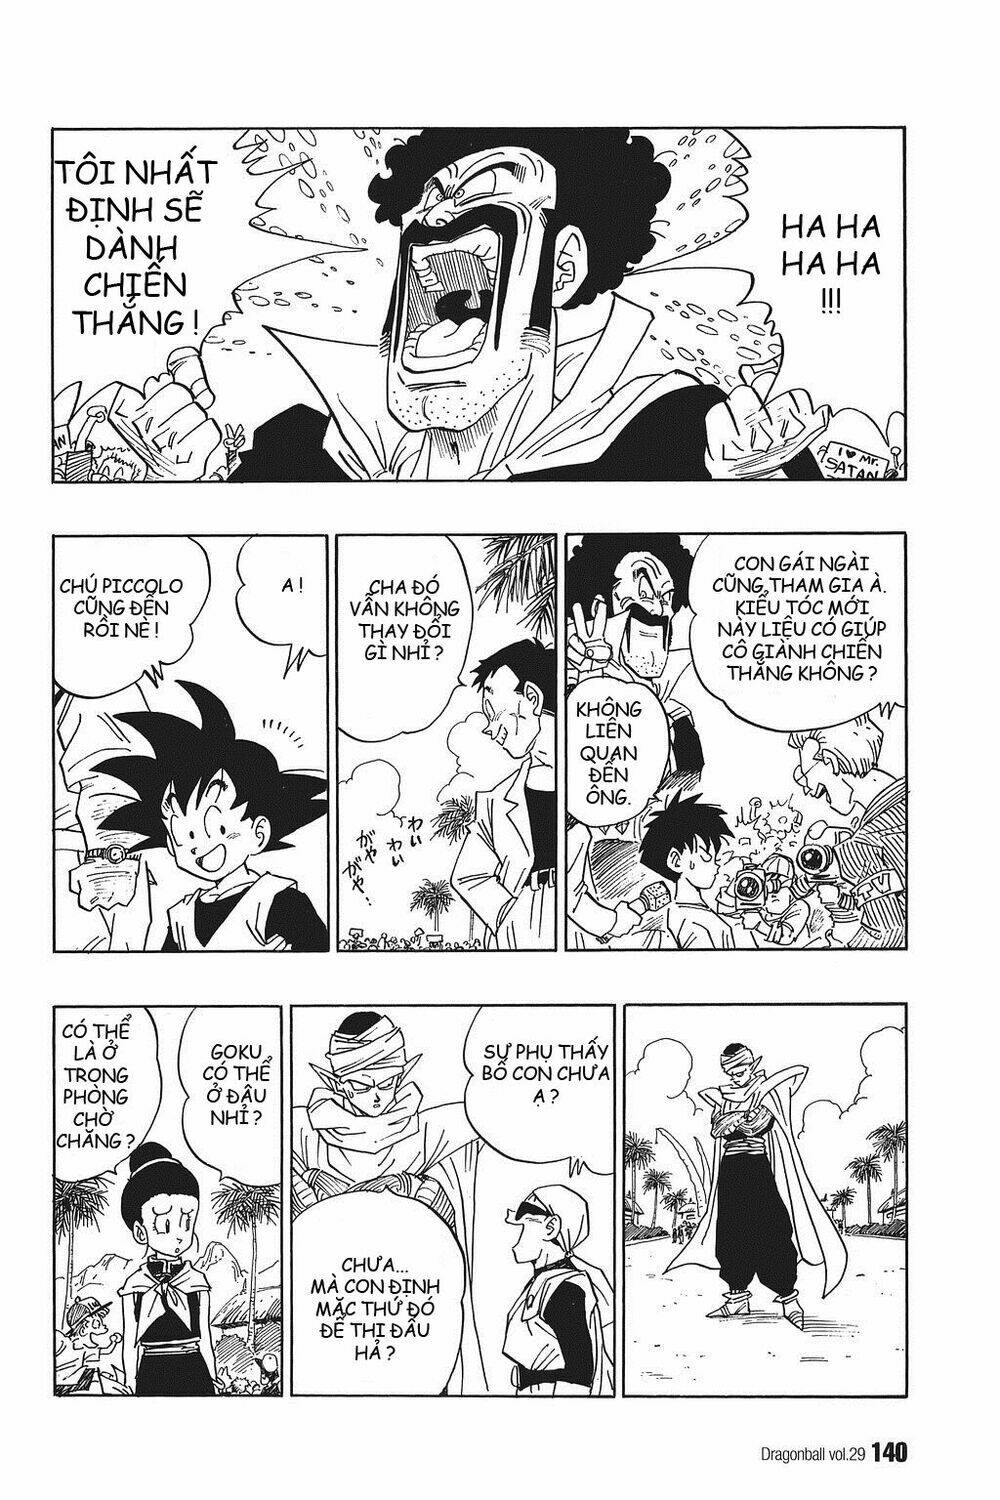 HA HA
HA HA
!!!
TÔI NHẤT
ĐỊNH SẼ
DÀNH
CHIẾN
THẮNG!
I ♥ Mr.
SATAN
CON GÁI NGÀI
CŨNG THAM GIA À.
KIỂU TÓC MỚI
NÀY LIỆU CÓ GIÚP
CÔ GIÀNH CHIẾN
THẮNG KHÔNG?
KHÔNG
LIÊN
QUAN
ĐẾN
ÔNG.
CHA ĐÓ
VẪN KHÔNG
THAY ĐỔI
GÌ NHỈ?
わい
わい
がや
がや…
A!
CHÚ PICCOLO
CŨNG ĐẾN
RỒI NÈ!
SƯ PHỤ THẤY
BỐ CON CHƯA
Ạ?
CHƯA...
MÀ CON ĐỊNH
MẶC THỨ ĐÓ
ĐỂ THI ĐẤU
HẢ?
GOKU
CÓ THỂ
Ở ĐÂU
NHỈ?
CÓ THỂ
LÀ Ở
TRONG
PHÒNG
CHỜ
CHĂNG?
Dragonball vol.29 140